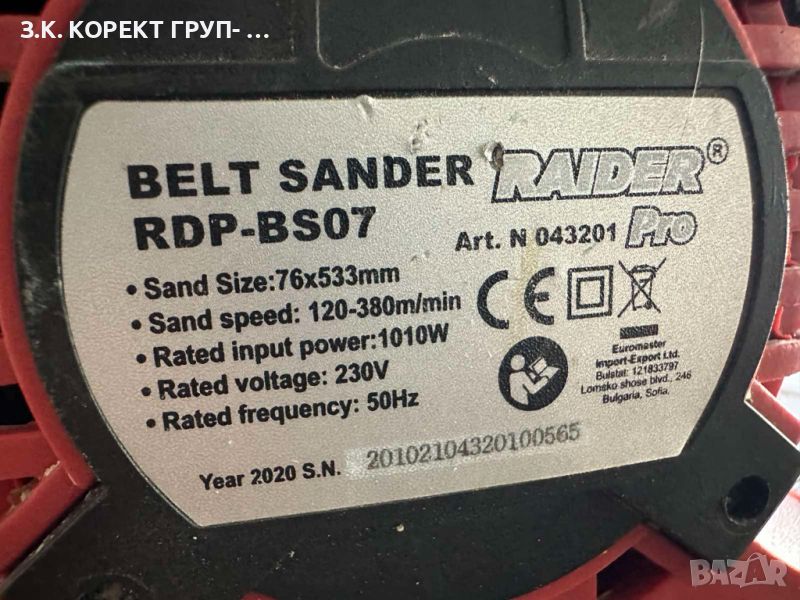 З.К. КОРЕКТ ГРУП- ...
BELT SANDER RAIDER®
RDP-BS07
Art. N 043201 Pro
• Sand Size:76x533mm
• Sand speed: 120-380m/min
• Rated input power:1010W
• Rated voltage: 230V
• Rated frequency: 50Hz
CE
Euromaster
Import-Export Ltd.
Bulstat: 121833797
Lomsko shose blvd., 246
Bulgaria, Sofia.
Year 2020 S.N. 20102104320100565
BAZAR